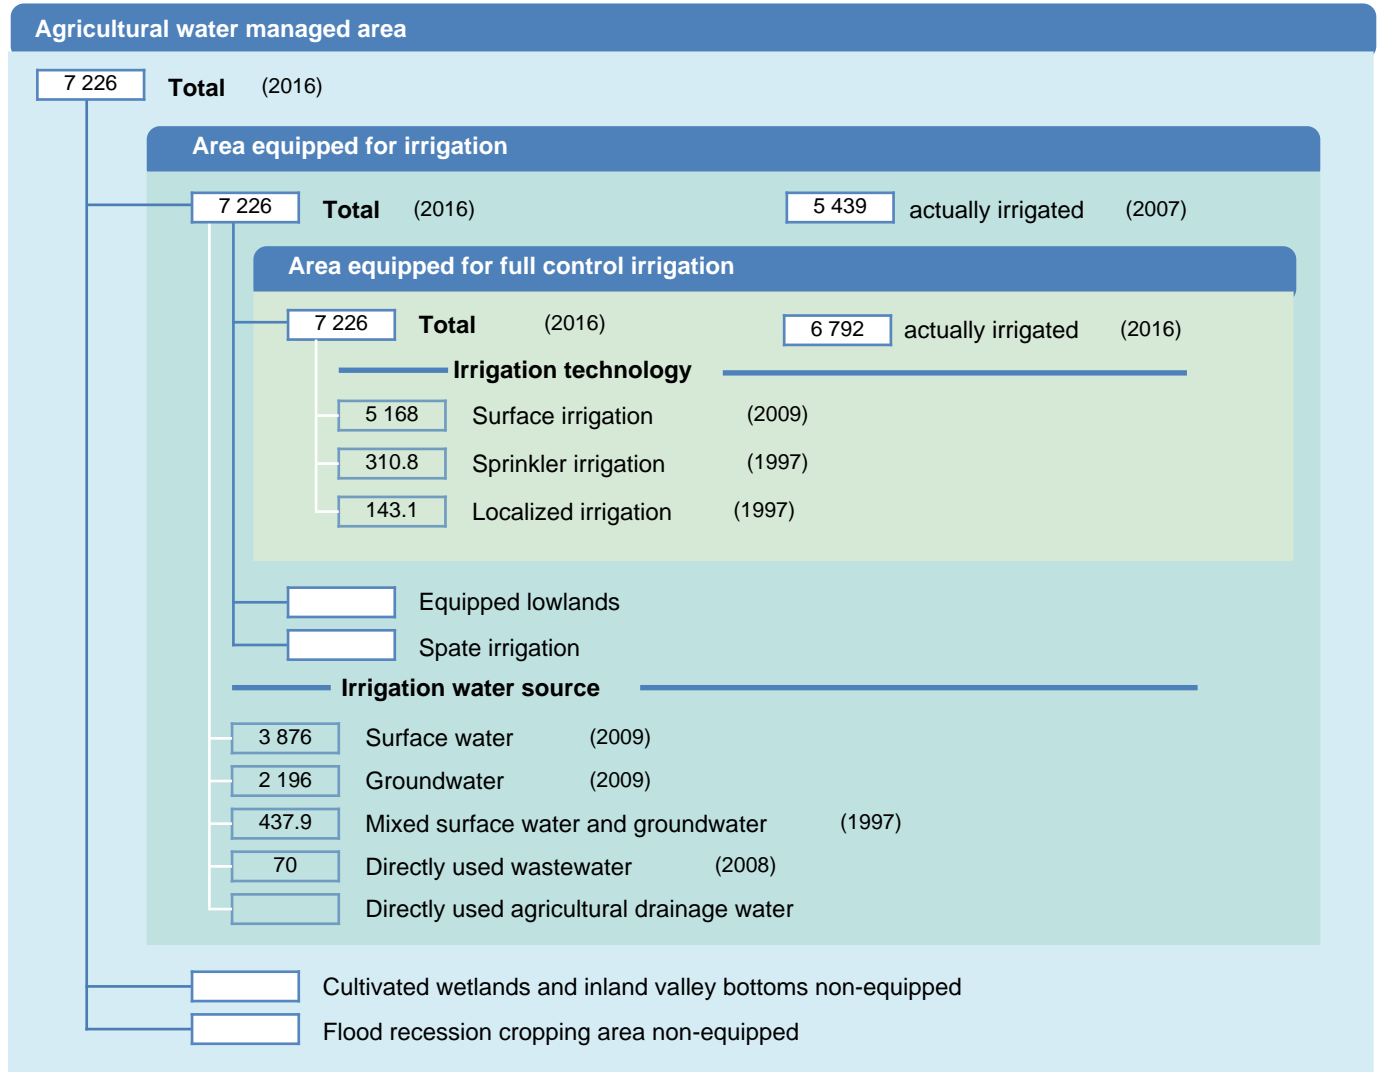 Agricultural water managed area
7 226 Total (2016)
Area equipped for irrigation
7 226 Total (2016) 5 439 actually irrigated (2007)
Area equipped for full control irrigation
7 226 Total (2016) 6 792 actually irrigated (2016)
Irrigation technology
5 168 Surface irrigation (2009)
310.8 Sprinkler irrigation (1997)
143.1 Localized irrigation (1997)
Equipped lowlands
Spate irrigation
Irrigation water source
3 876 Surface water (2009)
2 196 Groundwater (2009)
437.9 Mixed surface water and groundwater (1997)
70 Directly used wastewater (2008)
Directly used agricultural drainage water
Cultivated wetlands and inland valley bottoms non-equipped
Flood recession cropping area non-equipped